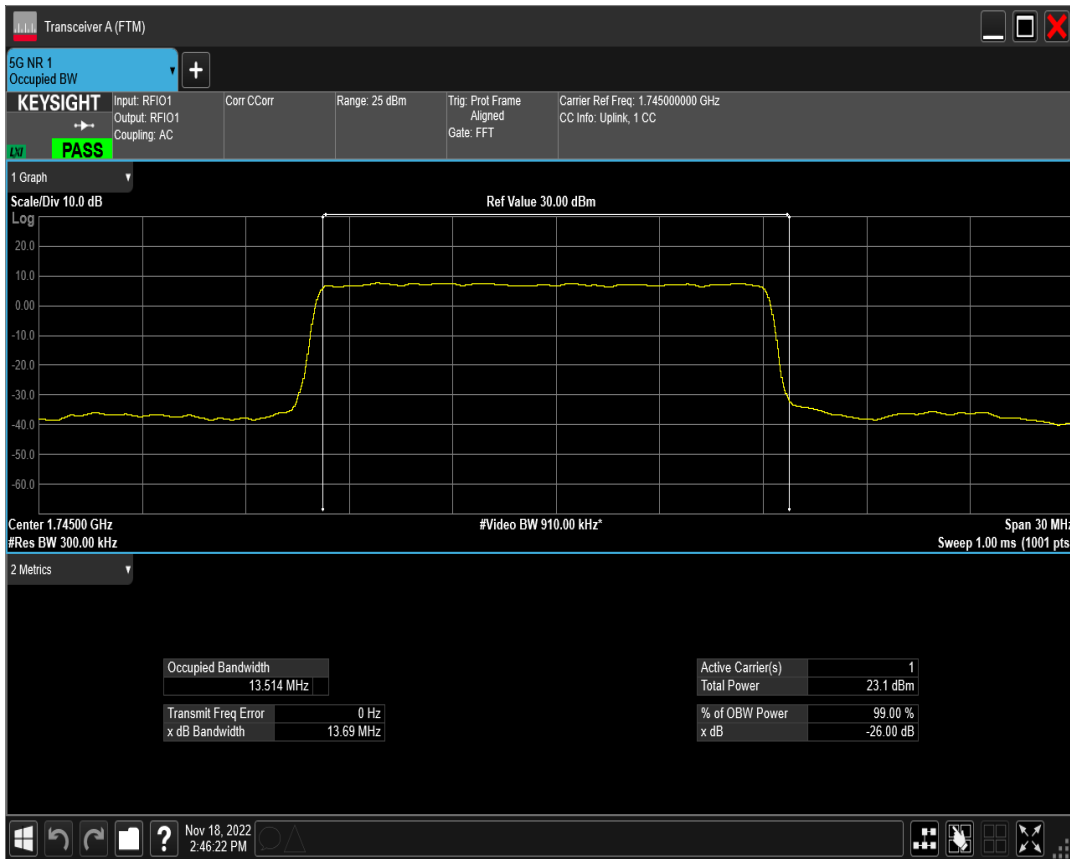 Transceiver A (FTM)
5G NR 1
Occupied BW
+
KEYSIGHT
LXI
PASS
Input: RFIO1
Output: RFIO1
Coupling: AC
Corr CCorr
Range: 25 dBm
Trig: Prot Frame
Aligned
Gate: FFT
Carrier Ref Freq: 1.745000000 GHz
CC Info: Uplink, 1 CC
1 Graph
Scale/Div 10.0 dB
Ref Value 30.00 dBm
Log
20.0
10.0
0.00
-10.0
-20.0
-30.0
-40.0
-50.0
-60.0
Center 1.74500 GHz
#Video BW 910.00 kHz*
Span 30 MHz
#Res BW 300.00 kHz
Sweep 1.00 ms (1001 pts
2 Metrics
Occupied Bandwidth
13.514 MHz
Transmit Freq Error 0 Hz
x dB Bandwidth 13.69 MHz
Active Carrier(s) 1
Total Power 23.1 dBm
% of OBW Power 99.00 %
x dB -26.00 dB
?
Nov 18, 2022
2:46:22 PM